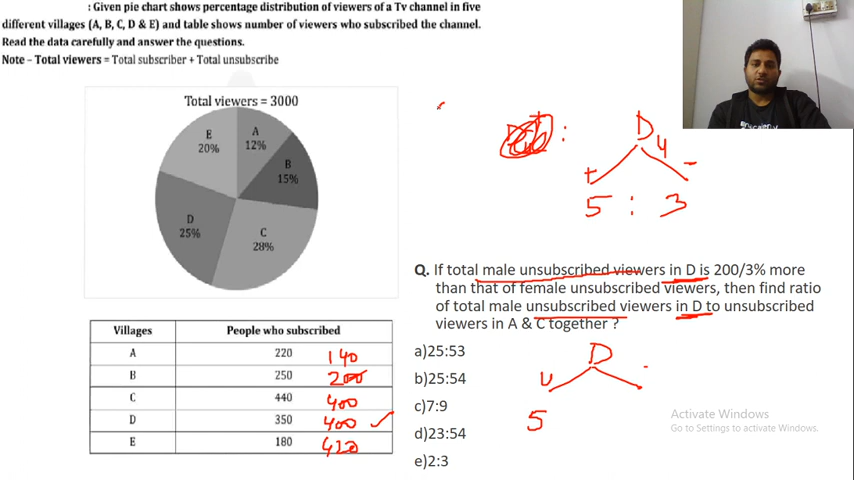 : Given pie chart shows percentage distribution of viewers of a Tv channel in five
different villages (A, B, C, D & E) and table shows number of viewers who subscribed the channel.
Read the data carefully and answer the questions.
Note – Total viewers = Total subscriber + Total unsubscribe
Total viewers = 3000
E
20%
A
12%
B
15%
D
25%
C
28%
Villages People who subscribed
A 220 140
B 250 200
C 440 400
D 350 400
E 180 420
: D
4
+ -
5 : 3
Q. If total male unsubscribed viewers in D is 200/3% more
than that of female unsubscribed viewers, then find ratio
of total male unsubscribed viewers in D to unsubscribed
viewers in A & C together ?
a)25:53
b)25:54
c)7:9
d)23:54
e)2:3
D
5
Activate Windows
Go to Settings to activate Windows.